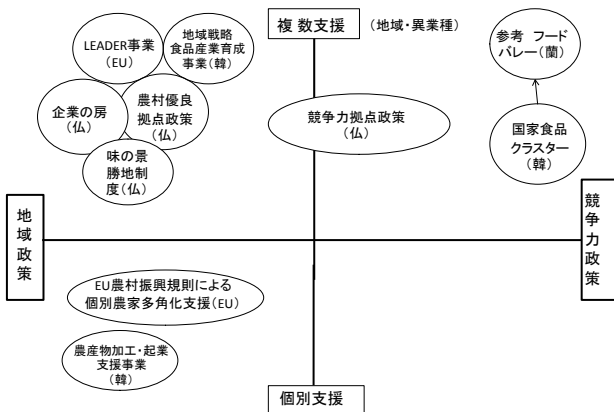 複数支援
(地域・異業種)
LEADER事業
(EU)
地域戦略
食品産業育成
事業(韓)
企業の房
(仏)
農村優良
拠点政策
(仏)
味の景
勝地制
度(仏)
競争力拠点政策
(仏)
参考 フード
バレー(蘭)
国家食品
クラスター
(韓)
地域政策
競争力政策
EU農村振興規則による
個別農家多角化支援(EU)
農産物加工・起業
支援事業
(韓)
個別支援